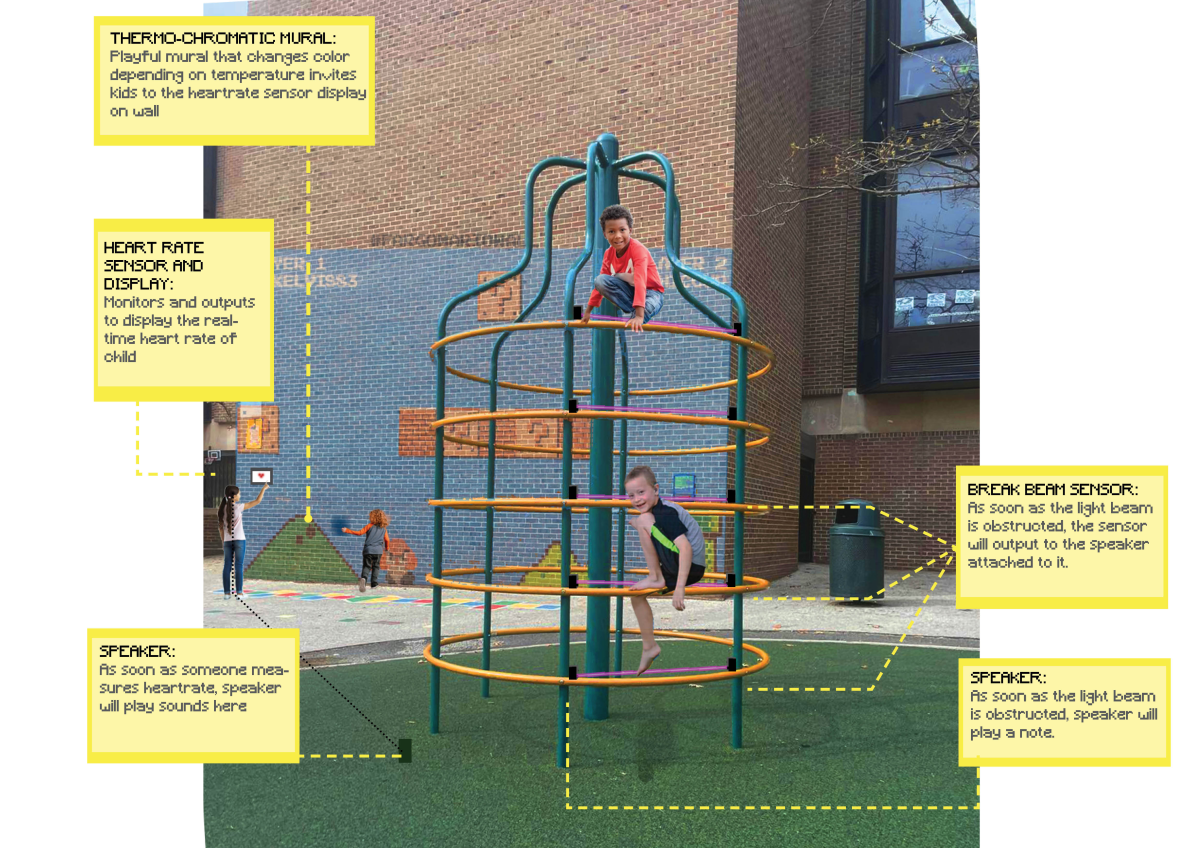 THERMO-CHROMATIC MURAL:
Playful mural that changes color
depending on temperature invites
kids to the heartrate sensor display
on wall
HEART RATE
SENSOR AND
DISPLAY:
Monitors and outputs
to display the real-
time heart rate of
child
BREAK BEAM SENSOR:
As soon as the light beam
is obstructed, the sensor
will output to the speaker
attached to it.
SPEAKER:
As soon as someone mea-
sures heartrate, speaker
will play sounds here
SPEAKER:
As soon as the light beam
is obstructed, speaker will
play a note.